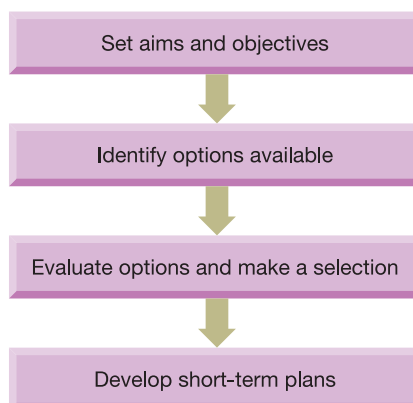 Set aims and objectives
Identify options available
Evaluate options and make a selection
Develop short-term plans